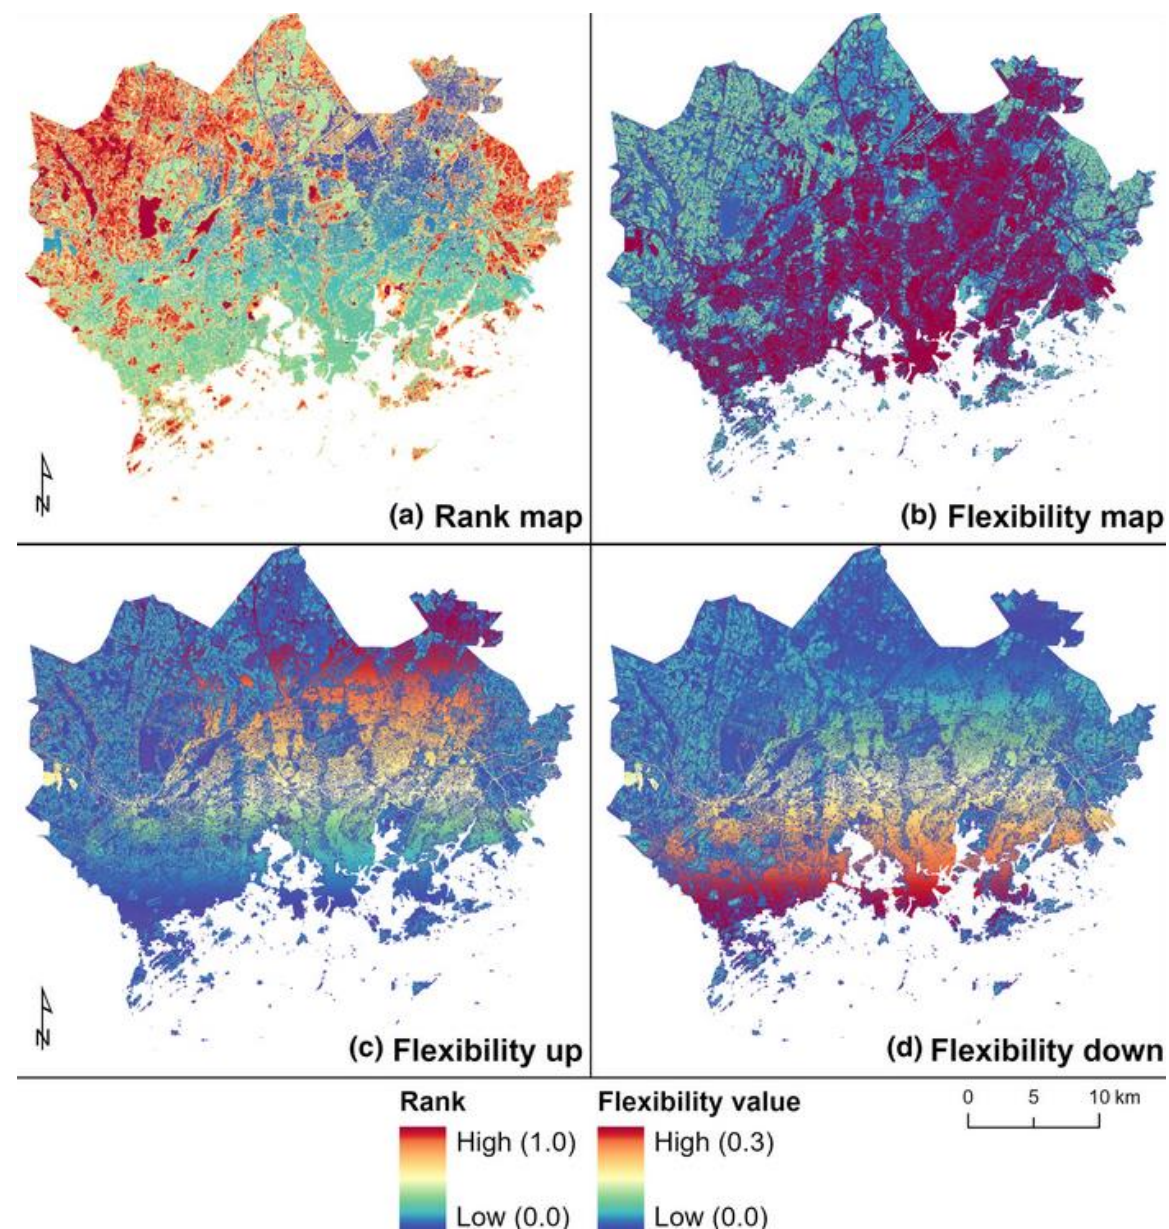 (a) Rank map
(b) Flexibility map
N
(c) Flexibility up
(d) Flexibility down
N
Rank
High (1.0)
Low (0.0)
Flexibility value
High (0.3)
Low (0.0)
0 5 10 km